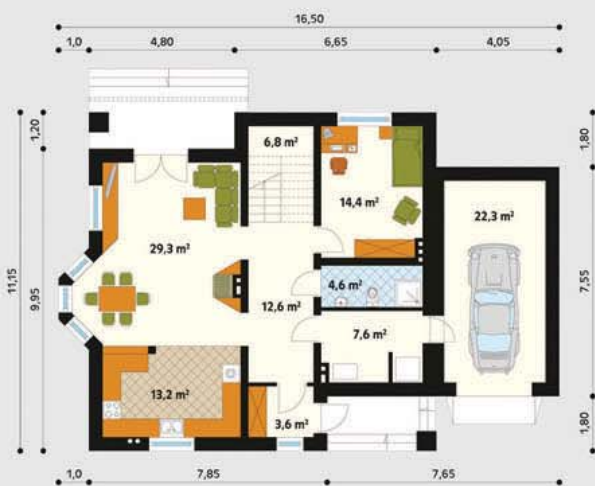 16,50
1,0 4,80 6,65 4,05
1,20
1,80
6,8 m²
14,4 m²
22,3 m²
29,3 m²
11,15
9,95
7,55
4,6 m²
12,6 m²
7,6 m²
13,2 m²
3,6 m²
1,80
1,0 7,85 7,65